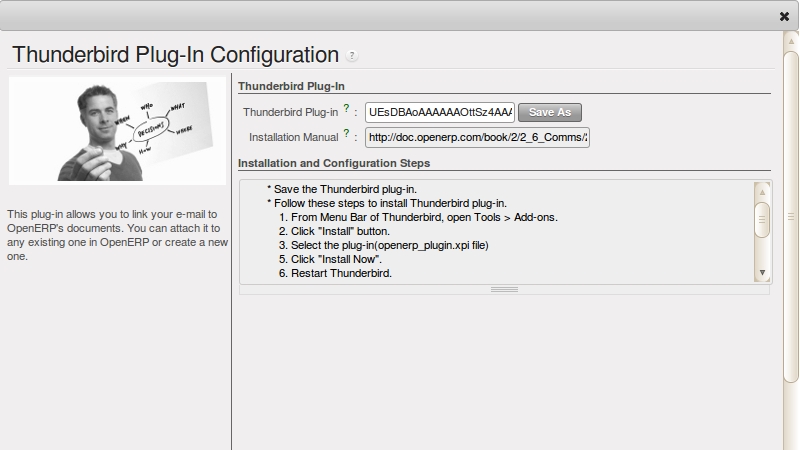 Thunderbird Plug-In Configuration ?
WHO
WHAT
WHEN
DECISIONS
WHERE
WHY
HOW
This plug-in allows you to link your e-mail to
OpenERP's documents. You can attach it to
any existing one in OpenERP or create a new
one.
Thunderbird Plug-In
Thunderbird Plug-in ? : UEsDBAoAAAAAAOttSz4AAA Save As
Installation Manual ? : http://doc.openerp.com/book/2/2_6_Comms/2
Installation and Configuration Steps
* Save the Thunderbird plug-in.
* Follow these steps to install Thunderbird plug-in.
1. From Menu Bar of Thunderbird, open Tools > Add-ons.
2. Click "Install" button.
3. Select the plug-in(openerp_plugin.xpi file)
5. Click "Install Now".
6. Restart Thunderbird.